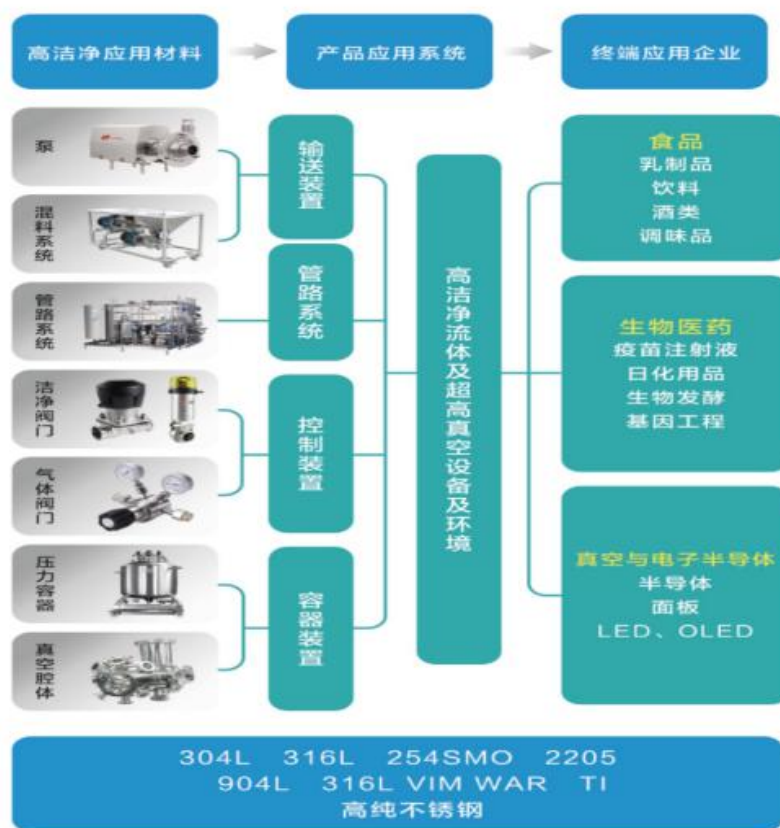 高洁净应用材料
产品应用系统
终端应用企业
泵
混料系统
管路系统
洁净阀门
气体阀门
压力容器
真空腔体
输送装置
管路系统
控制装置
容器装置
高洁净流体及超高真空设备及环境
食品
乳制品
饮料
酒类
调味品
生物医药
疫苗注射液
日化用品
生物发酵
基因工程
真空与电子半导体
半导体
面板
LED、OLED
304L 316L 254SMO 2205
904L 316L VIM WAR TI
高纯不锈钢